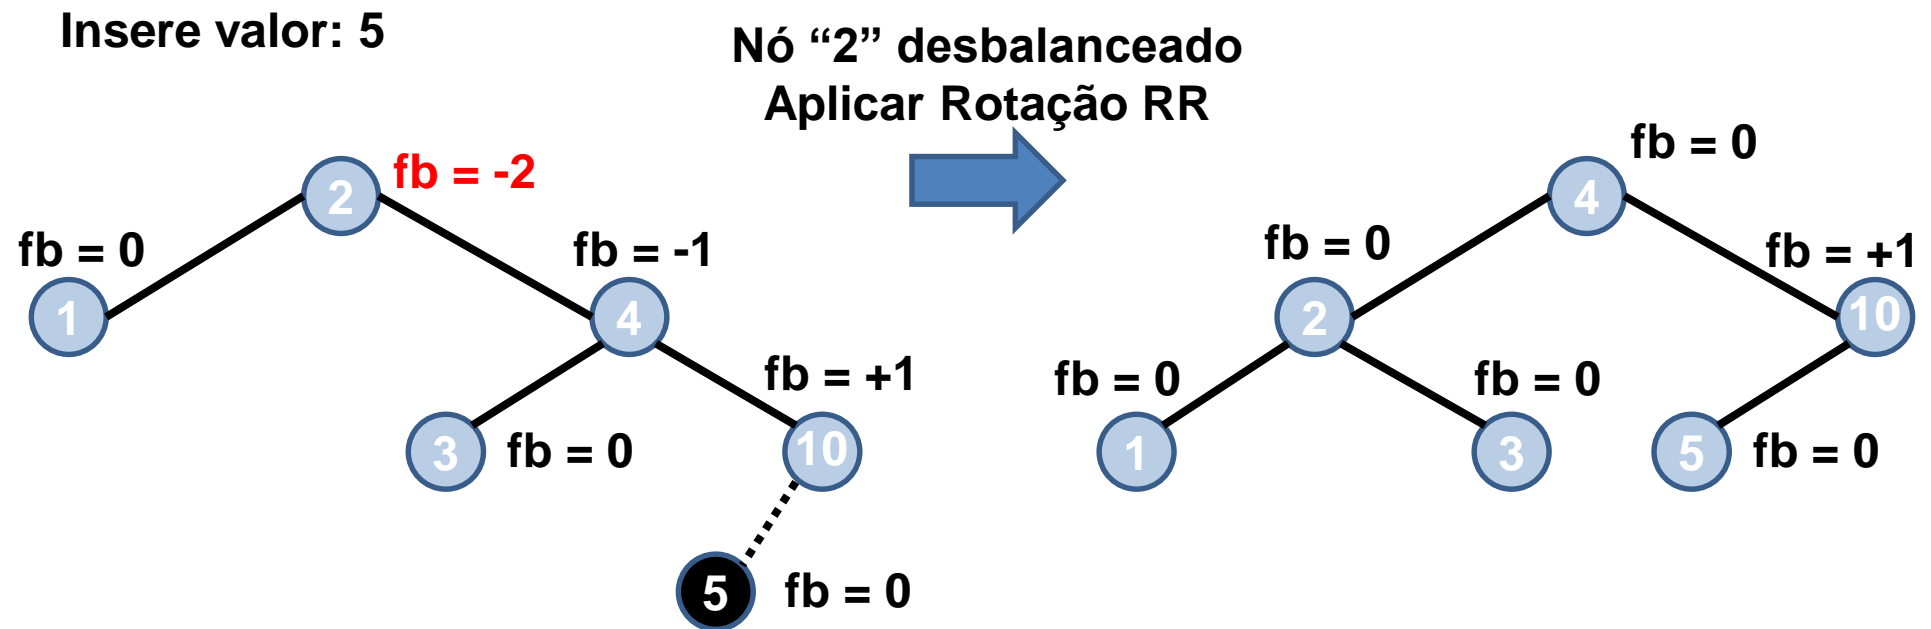 Insere valor: 5
Nó “2” desbalanceado
Aplicar Rotação RR
2
fb = -2
fb = 0
1
fb = -1
4
fb = +1
3
fb = 0
10
5
fb = 0
fb = 0
4
fb = 0
2
fb = +1
10
fb = 0
1
fb = 0
3
5
fb = 0